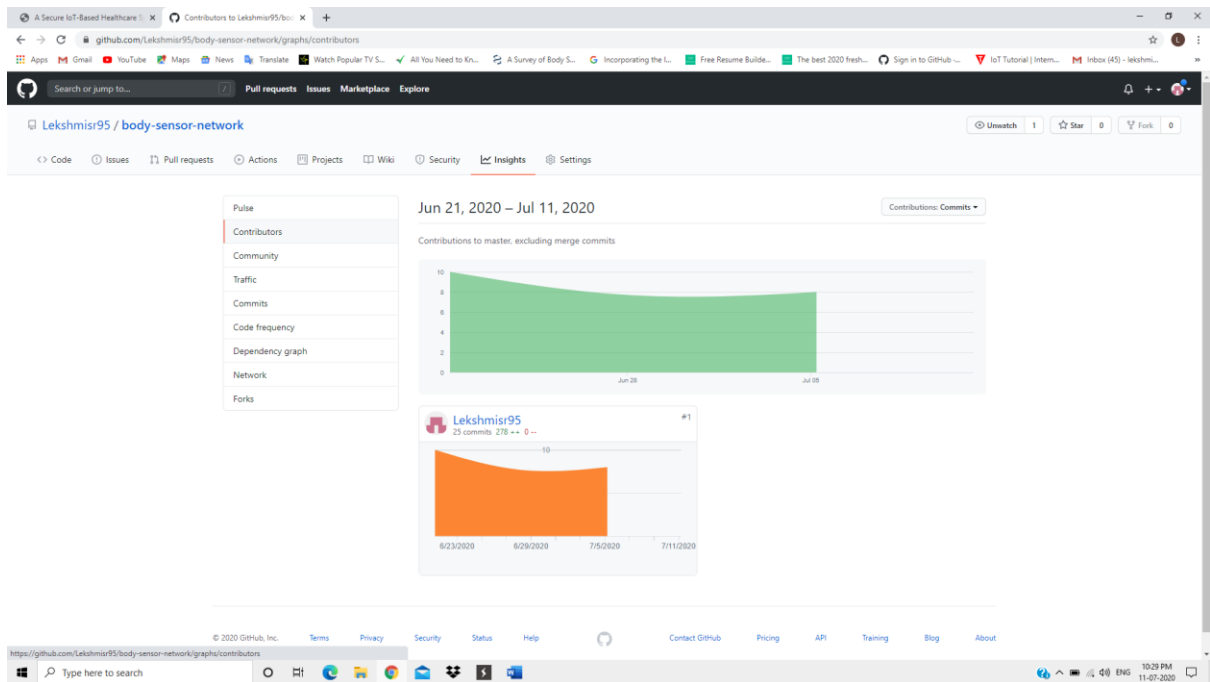 A Secure IoT-Based Healthcare S
Contributors to Lekshmisr95/bo
github.com/Lekshmisr95/body-sensor-network/graphs/contributors
Apps Gmail YouTube Maps News Translate Watch Popular TV S... All You Need to Kn... A Survey of Body S... Incorporating the I... Free Resume Builde... The best 2020 fresh... Sign in to GitHub -... IoT Tutorial | Intern... Inbox (45) - lekshmi... »
Search or jump to... / Pull requests Issues Marketplace Explore
Lekshmisr95 / body-sensor-network
Unwatch 1 Star 0 Fork 0
Code Issues Pull requests Actions Projects Wiki Security Insights Settings
Pulse
Contributors
Community
Traffic
Commits
Code frequency
Dependency graph
Network
Forks
Jun 21, 2020 – Jul 11, 2020
Contributions: Commits
Contributions to master, excluding merge commits
10
8
6
4
2
0
Jun 28 Jul 05
Lekshmisr95 #1
25 commits 278 ++ 0 --
10
6/23/2020 6/29/2020 7/5/2020 7/11/2020
© 2020 GitHub, Inc. Terms Privacy Security Status Help Contact GitHub Pricing API Training Blog About
https://github.com/Lekshmisr95/body-sensor-network/graphs/contributors
Type here to search
ENG
10:29 PM
11-07-2020